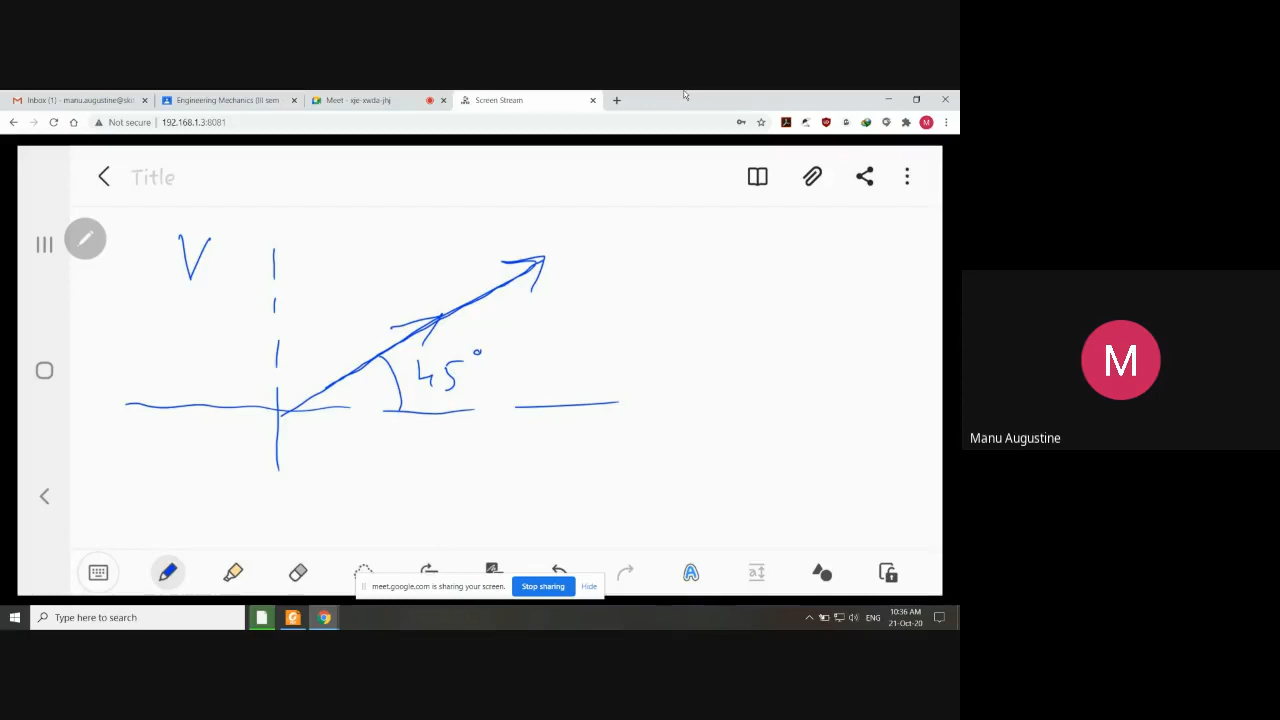 Inbox (1) - manu.augustine@ski
Engineering Mechanics (III sem
Meet - xje-xwda-jhj
Screen Stream
Not secure | 192.168.1.3:8081
M
Title
V
45°
M
Manu Augustine
meet.google.com is sharing your screen.
Stop sharing
Hide
Type here to search
ENG
10:36 AM
21-Oct-20